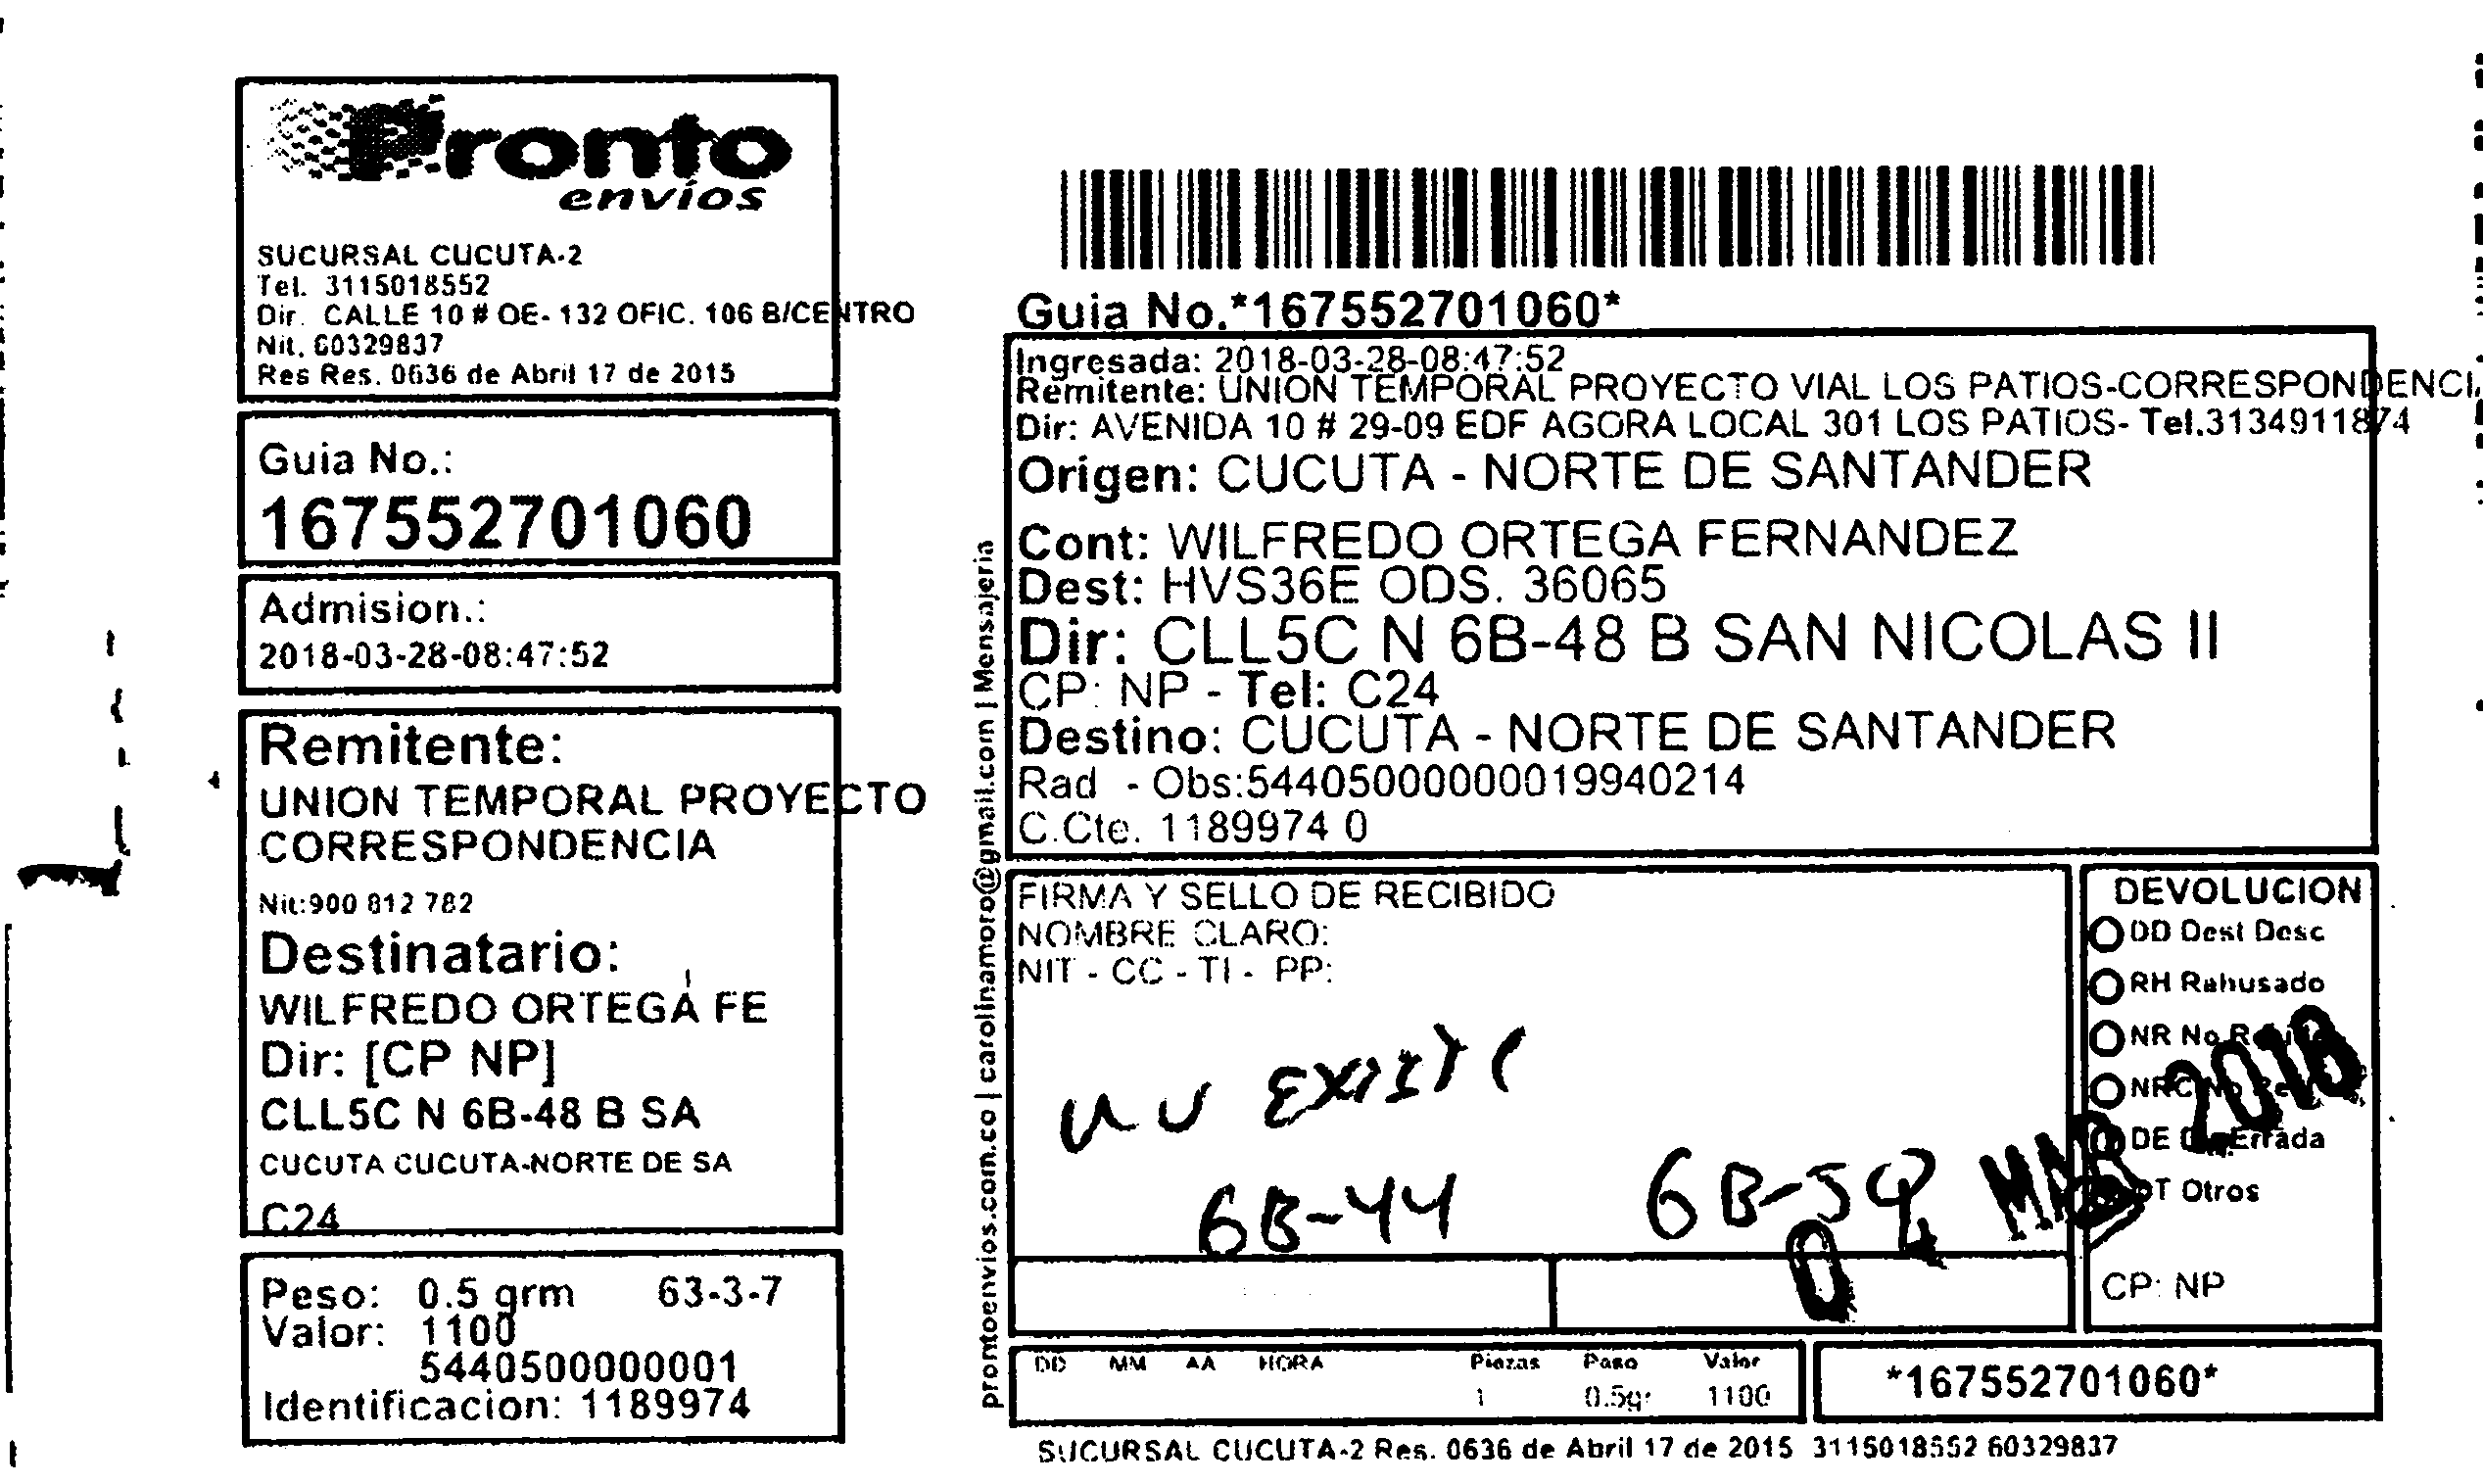 Pronto
envíos
SUCURSAL CUCUTA-2
Tel. 3115018552
Dir. CALLE 10 # OE- 132 OFIC. 106 B/CENTRO
Nit. 60329837
Res Res. 0636 de Abril 17 de 2015
Guia No.:
167552701060
Admision.:
2018-03-28-08:47:52
Remitente:
UNION TEMPORAL PROYECTO
CORRESPONDENCIA
Nit:900 812 782
Destinatario:
WILFREDO ORTEGA FE
Dir: [CP NP]
CLL5C N 6B-48 B SA
CUCUTA CUCUTA-NORTE DE SA
C24
Peso: 0.5 grm 63-3-7
Valor: 1100
5440500000001
Identificacion: 1189974
prontoenvios.com.co | carolinamoro@gmail.com | Mensajeria
Guia No.*167552701060*
Ingresada: 2018-03-28-08:47:52
Remitente: UNION TEMPORAL PROYECTO VIAL LOS PATIOS-CORRESPONDENCI
Dir: AVENIDA 10 # 29-09 EDF AGORA LOCAL 301 LOS PATIOS- Tel.3134911874
Origen: CUCUTA - NORTE DE SANTANDER
Cont: WILFREDO ORTEGA FERNANDEZ
Dest: HVS36E ODS. 36065
Dir: CLL5C N 6B-48 B SAN NICOLAS II
CP: NP - Tel: C24
Destino: CUCUTA - NORTE DE SANTANDER
Rad - Obs:544050000000019940214
C.Cte. 1189974 0
FIRMA Y SELLO DE RECIBIDO
NOMBRE CLARO:
NIT - CC - TI - PP:
no existe
6B-44 6B-54
MAR 2018
DEVOLUCION
DD Dest Desc
RH Rehusado
NR No
NRC No
DE Errada
OT Otros
CP: NP
DD MM AA HORA Piezas Peso Valor
1 0.5gr 1100
*167552701060*
SUCURSAL CUCUTA-2 Res. 0636 de Abril 17 de 2015 3115018552 60329837